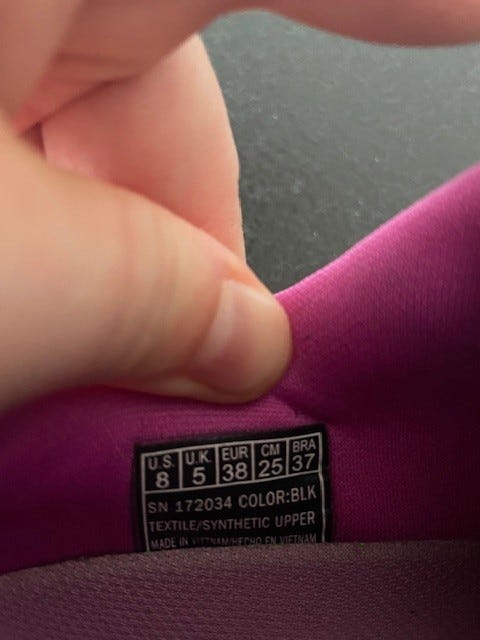 U.S. U.K. EUR CM BRA
8 5 38 25 37
SN 172034 COLOR:BLK
TEXTILE/SYNTHETIC UPPER
MADE IN VIETNAM/HECHO EN VIETNAM